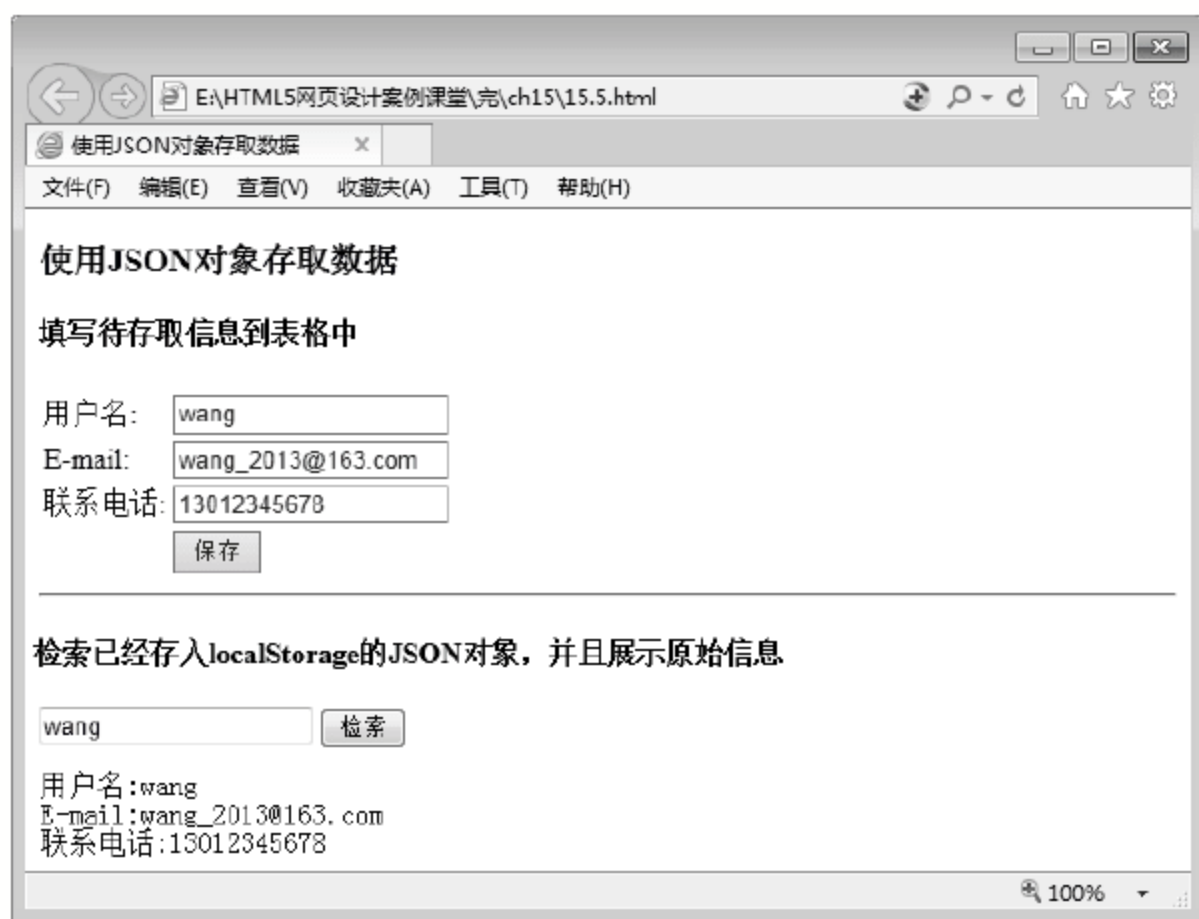 E:\HTML5网页设计案例课堂\完\ch15\15.5.html
使用JSON对象存取数据
文件(F) 编辑(E) 查看(V) 收藏夹(A) 工具(T) 帮助(H)
使用JSON对象存取数据
填写待存取信息到表格中
用户名: wang
E-mail: wang_2013@163.com
联系电话: 13012345678
保存
检索已经存入localStorage的JSON对象，并且展示原始信息
wang 检索
用户名:wang
E-mail:wang_2013@163.com
联系电话:13012345678
100%